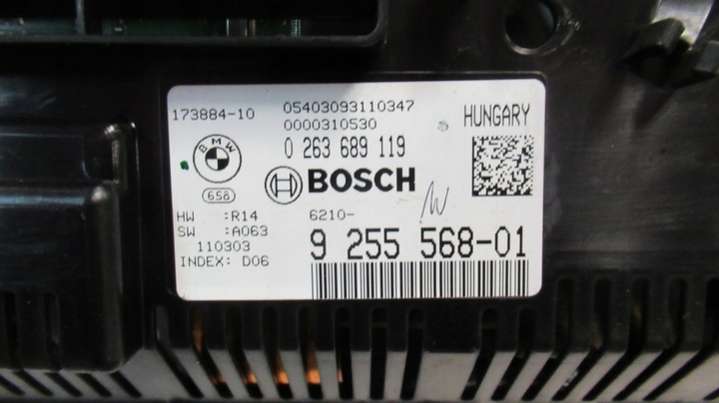 173884-10
05403093110347
0000310530
HUNGARY
BMW
0 263 689 119
BOSCH
658
HW :R14
SW :A063
110303
INDEX: D06
6210-
9 255 568-01